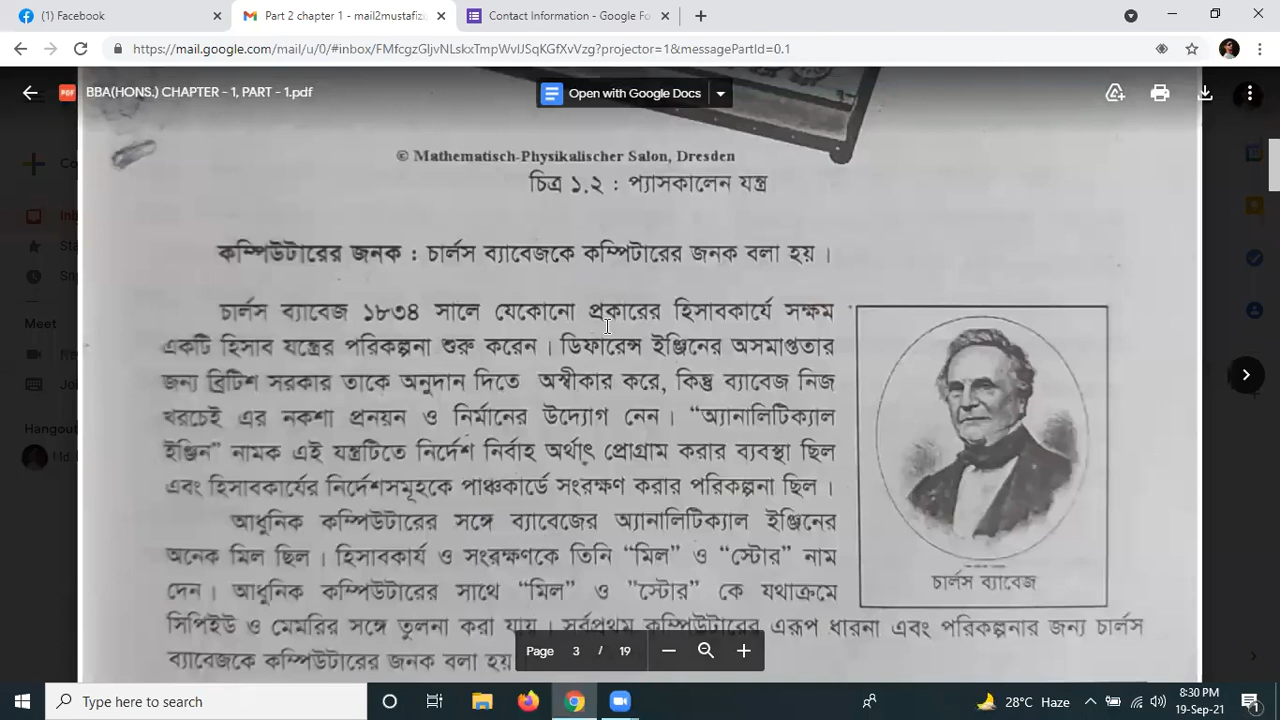 (1) Facebook
Part 2 chapter 1 - mail2mustafizu
Contact Information - Google Fo
https://mail.google.com/mail/u/0/#inbox/FMfcgzGljvNLskxTmpWvlJSqKGfXvVzg?projector=1&messagePartId=0.1
BBA(HONS.) CHAPTER - 1, PART - 1.pdf
Open with Google Docs
© Mathematisch-Physikalischer Salon, Dresden
চিত্র ১.২ : প্যাসকালেন যন্ত্র
কম্পিউটারের জনক : চার্লস ব্যাবেজকে কম্পিটারের জনক বলা হয় ।
চার্লস ব্যাবেজ ১৮৩৪ সালে যেকোনো প্রকারের হিসাবকার্যে সক্ষম
একটি হিসাব যন্ত্রের পরিকল্পনা শুরু করেন । ডিফারেন্স ইঞ্জিনের অসমাপ্ততার
জন্য ব্রিটিশ সরকার তাকে অনুদান দিতে অস্বীকার করে, কিন্তু ব্যাবেজ নিজ
খরচেই এর নকশা প্রনয়ন ও নির্মানের উদ্যোগ নেন । “অ্যানালিটিক্যাল
ইঞ্জিন” নামক এই যন্ত্রটিতে নির্দেশ নির্বাহ অর্থাৎ প্রোগ্রাম করার ব্যবস্থা ছিল
এবং হিসাবকার্যের নির্দেশসমূহকে পাঞ্চকার্ডে সংরক্ষণ করার পরিকল্পনা ছিল ।
আধুনিক কম্পিউটারের সঙ্গে ব্যাবেজের অ্যানালিটিক্যাল ইঞ্জিনের
অনেক মিল ছিল । হিসাবকার্য ও সংরক্ষণকে তিনি “মিল” ও “স্টোর” নাম
দেন । আধুনিক কম্পিউটারের সাথে “মিল” ও "স্টোর" কে যথাক্রমে
চার্লস ব্যাবেজ
সিপিইউ ও মেমরির সঙ্গে তুলনা করা যায় । সর্বপ্রথম কম্পিউটারের এরূপ ধারনা এবং পরিকল্পনার জন্য চার্লস
ব্যাবেজকে কম্পিউটারের জনক বলা হয়
Page 3 / 19
Meet
Hangout
Type here to search
28°C Haze
8:30 PM
19-Sep-21